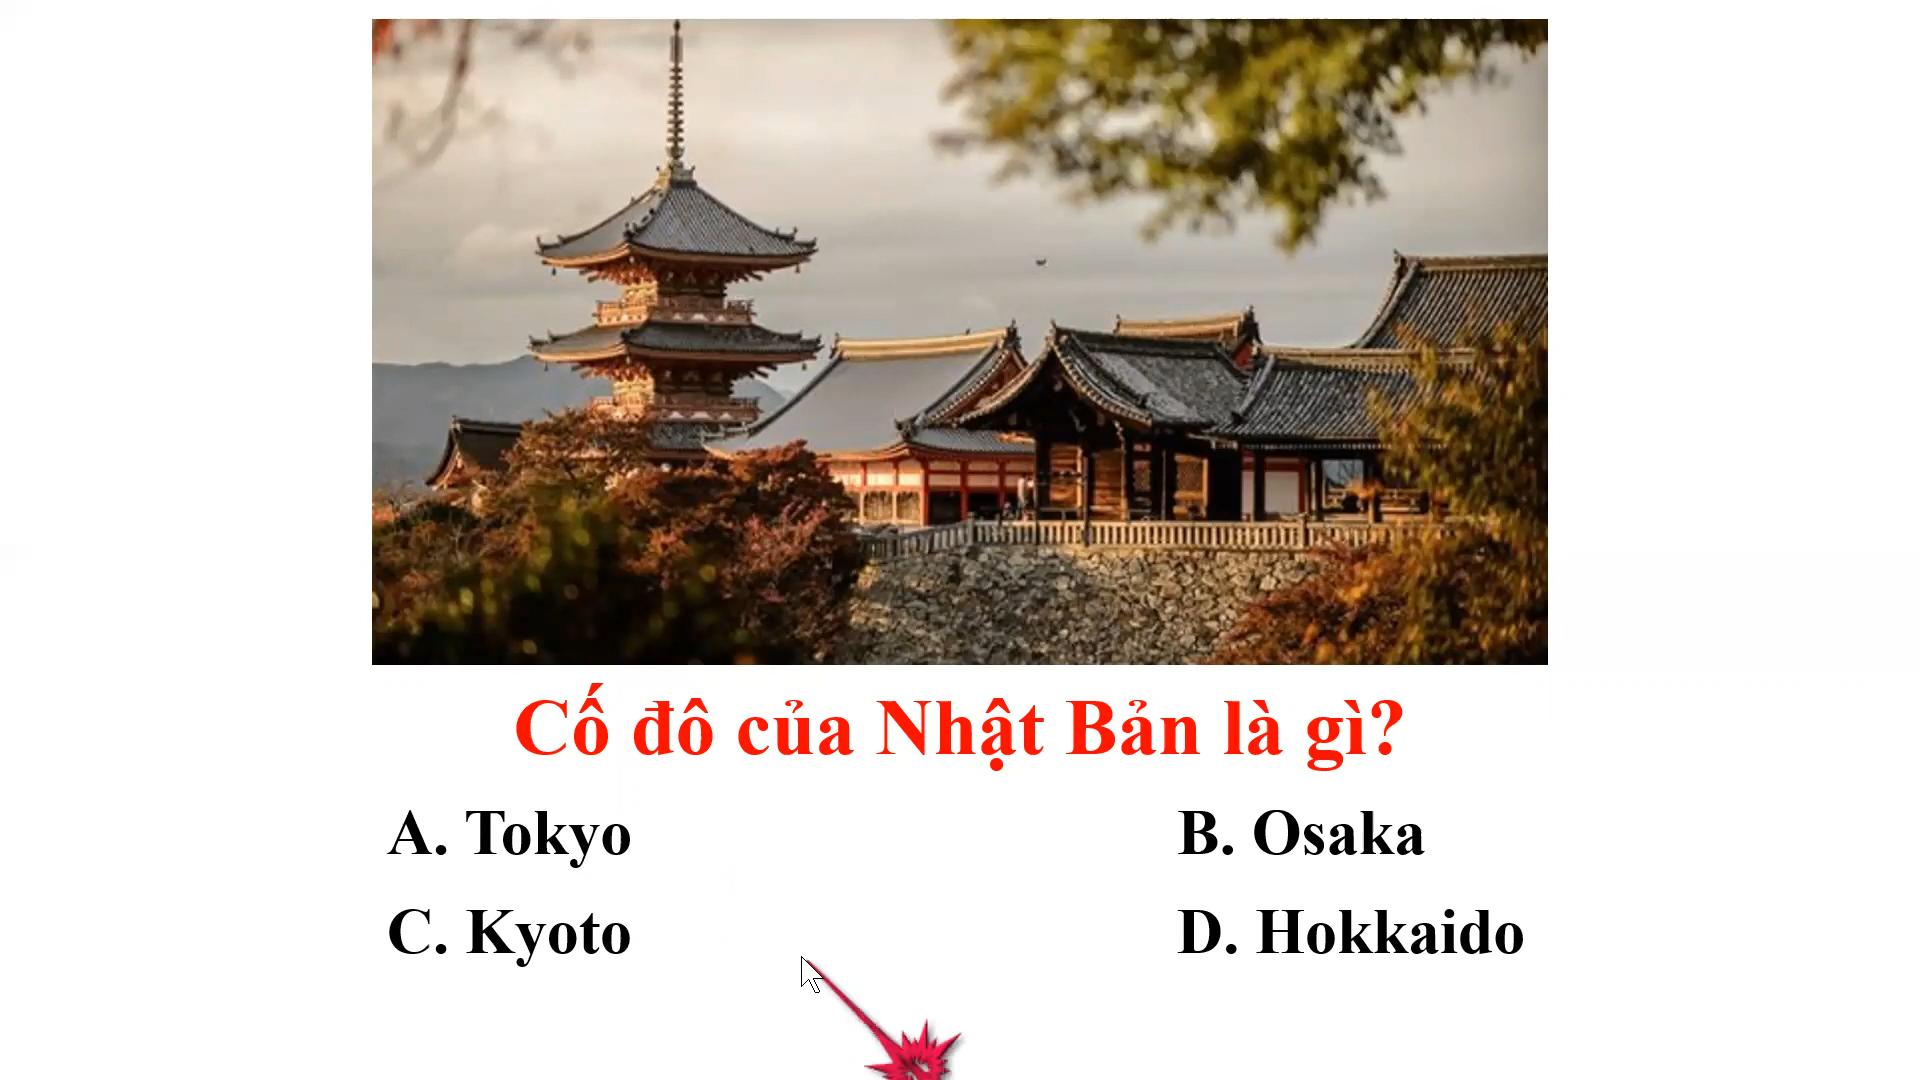 Cố đô của Nhật Bản là gì?
A. Tokyo
B. Osaka
C. Kyoto
D. Hokkaido